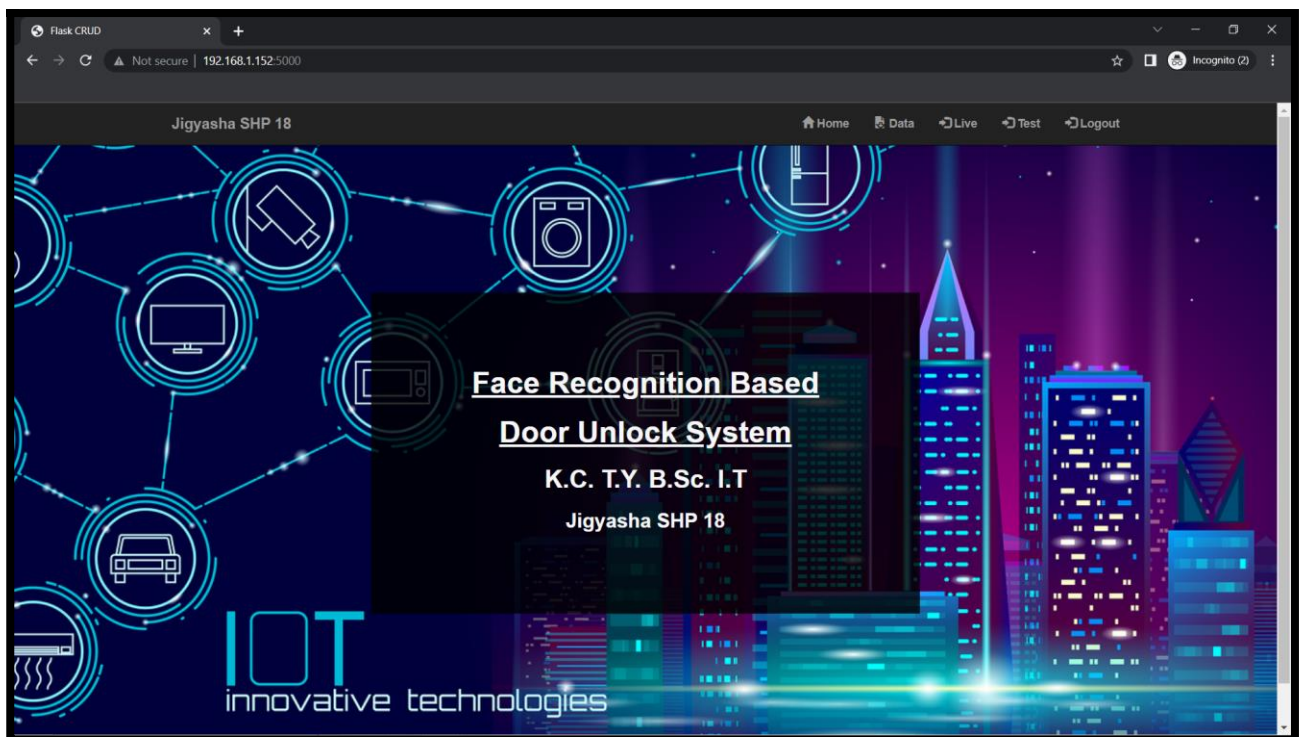 Flask CRUD
Not secure | 192.168.1.152:5000
Incognito (2)
Jigyasha SHP 18
Home Data Live Test Logout
Face Recognition Based
Door Unlock System
K.C. T.Y. B.Sc. I.T
Jigyasha SHP 18
IOT
innovative technologies